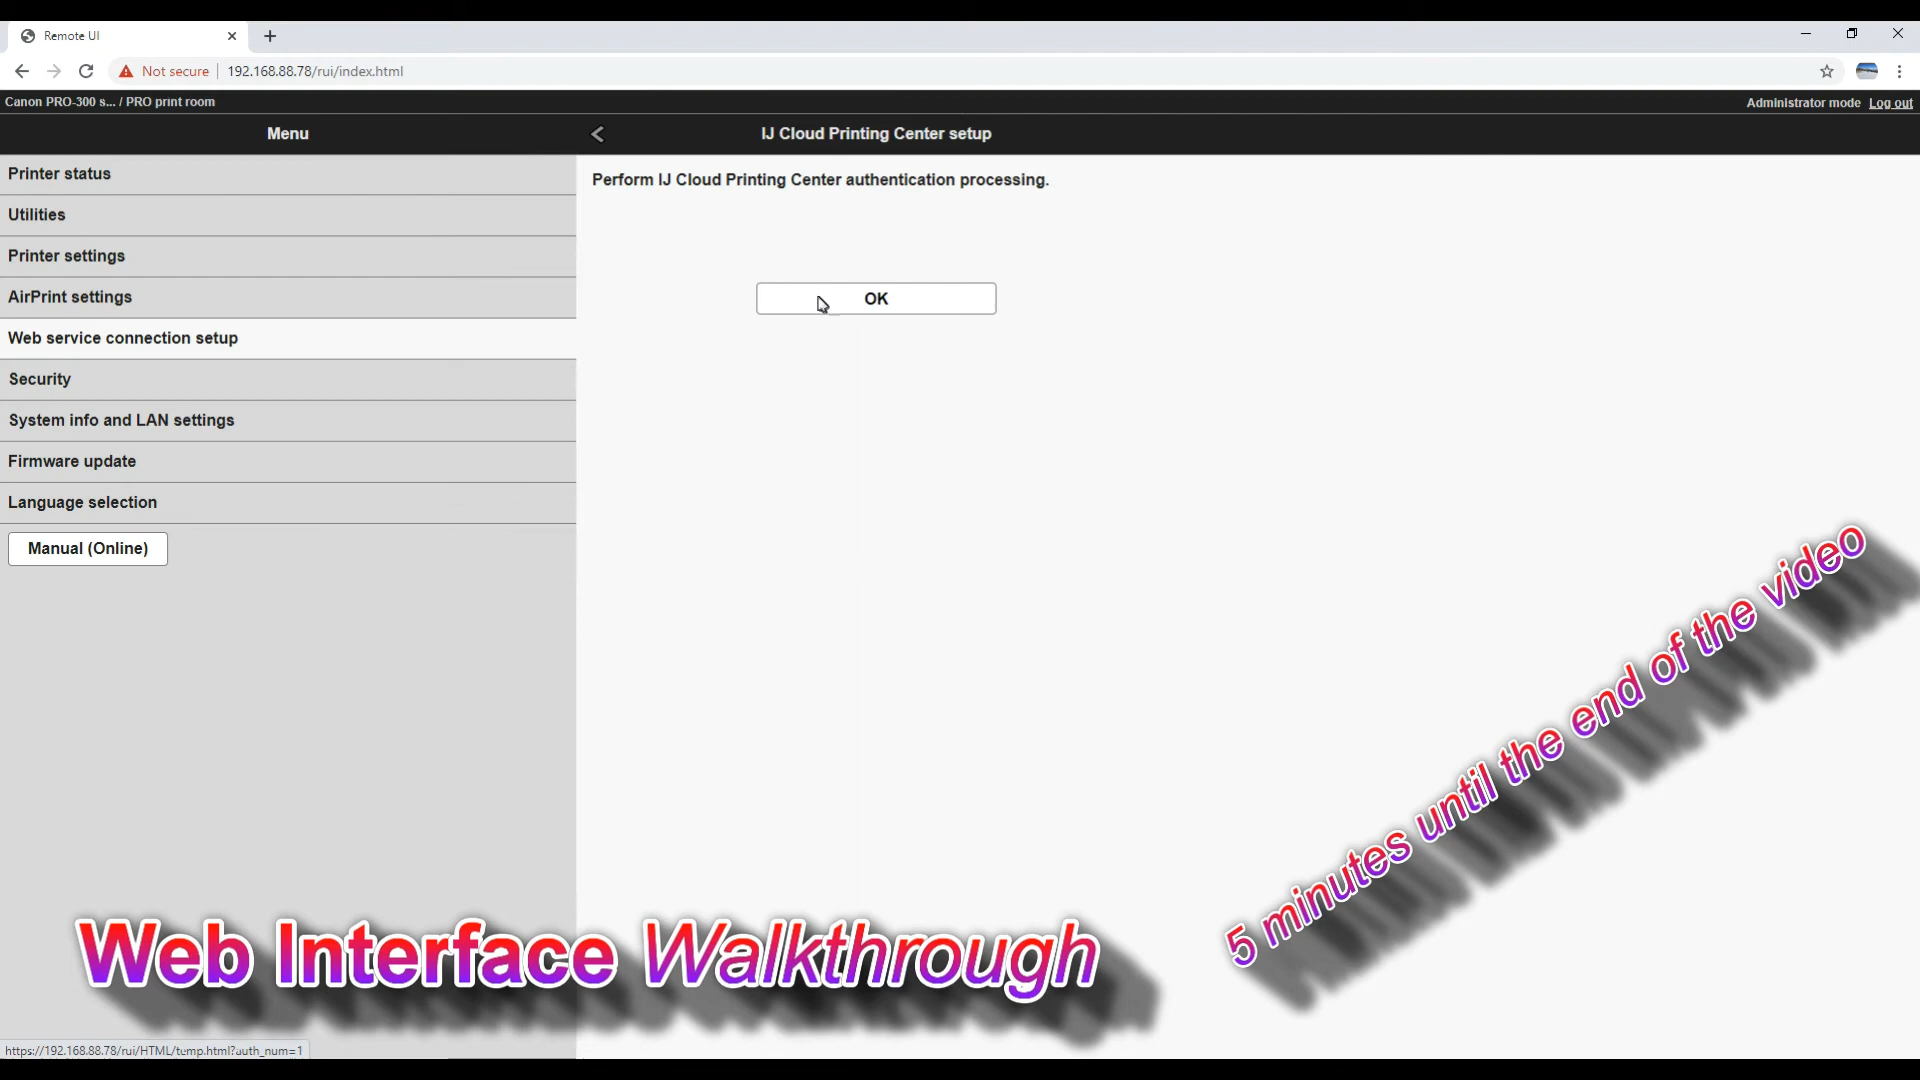 Remote UI
Not secure
192.168.88.78/rui/index.html
Canon PRO-300 s... / PRO print room
Administrator mode Log out
Menu
IJ Cloud Printing Center setup
Printer status
Utilities
Printer settings
AirPrint settings
Web service connection setup
Security
System info and LAN settings
Firmware update
Language selection
Manual (Online)
Perform IJ Cloud Printing Center authentication processing.
OK
5 minutes until the end of the video
Web Interface Walkthrough
https://192.168.88.78/rui/HTML/temp.html?auth_num=1